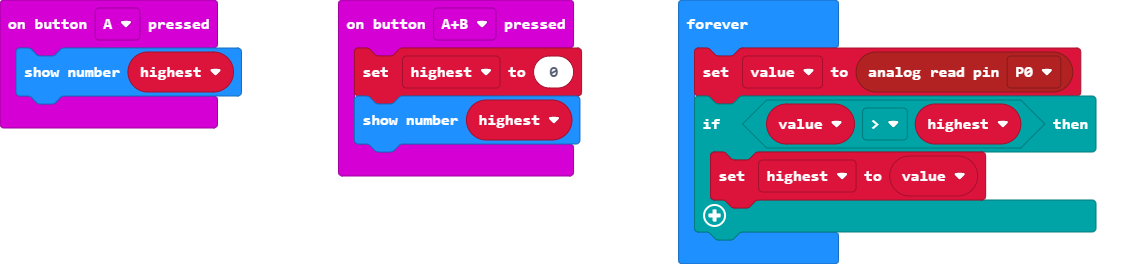 on button A pressed
show number highest
on button A+B pressed
set highest to 0
show number highest
forever
set value to analog read pin P0
if value > highest then
set highest to value